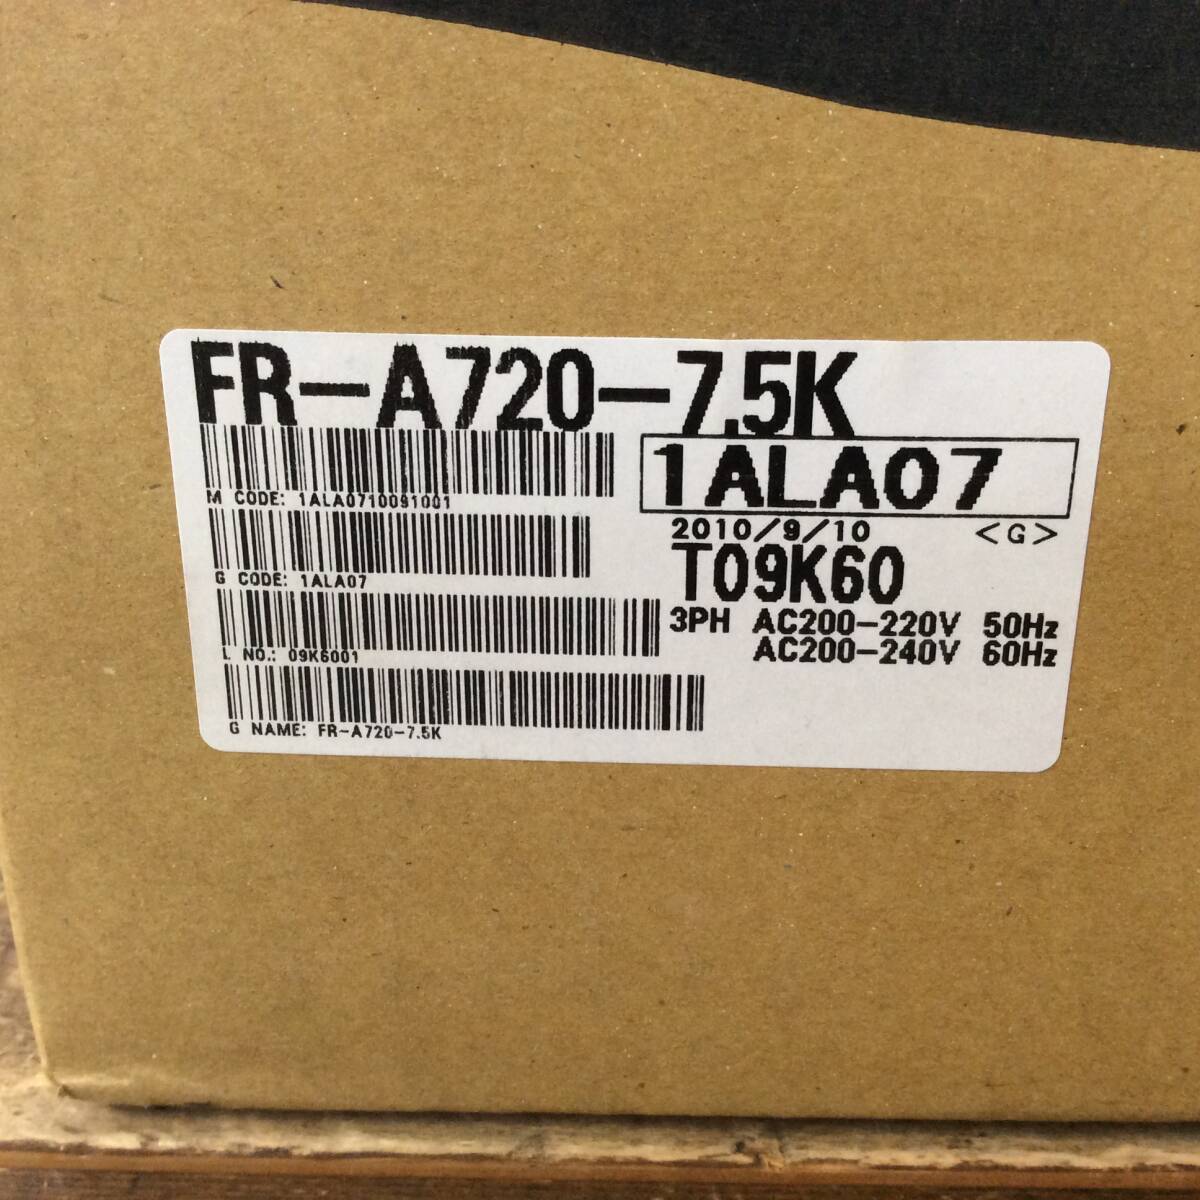 FR-A720-7.5K
1ALA07
M CODE: 1ALA0710091001
2010/9/10 <G>
T09K60
G CODE: 1ALA07
3PH AC200-220V 50Hz
AC200-240V 60Hz
L NO.: 09K6001
G NAME: FR-A720-7.5K